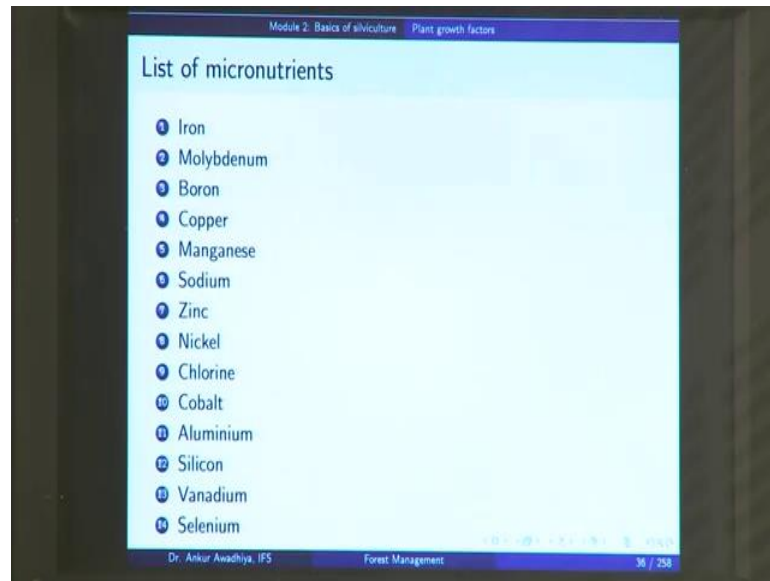 Module 2: Basics of silviculture Plant growth factors
List of micronutrients
1 Iron
2 Molybdenum
3 Boron
4 Copper
5 Manganese
6 Sodium
7 Zinc
8 Nickel
9 Chlorine
10 Cobalt
11 Aluminium
12 Silicon
13 Vanadium
14 Selenium
Dr. Ankur Awadhiya, IFS Forest Management 36 / 258